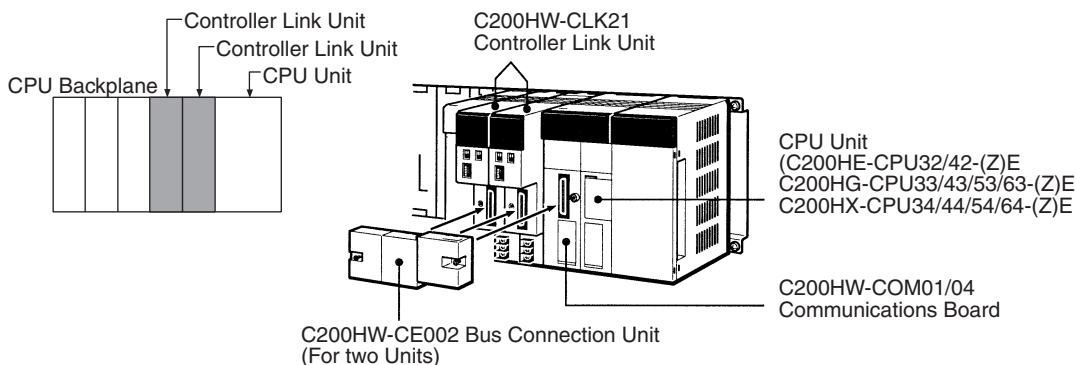 Controller Link Unit
Controller Link Unit
CPU Unit
CPU Backplane
C200HW-CLK21
Controller Link Unit
CPU Unit
(C200HE-CPU32/42-(Z)E
C200HG-CPU33/43/53/63-(Z)E
C200HX-CPU34/44/54/64-(Z)E
C200HW-COM01/04
Communications Board
C200HW-CE002 Bus Connection Unit
(For two Units)